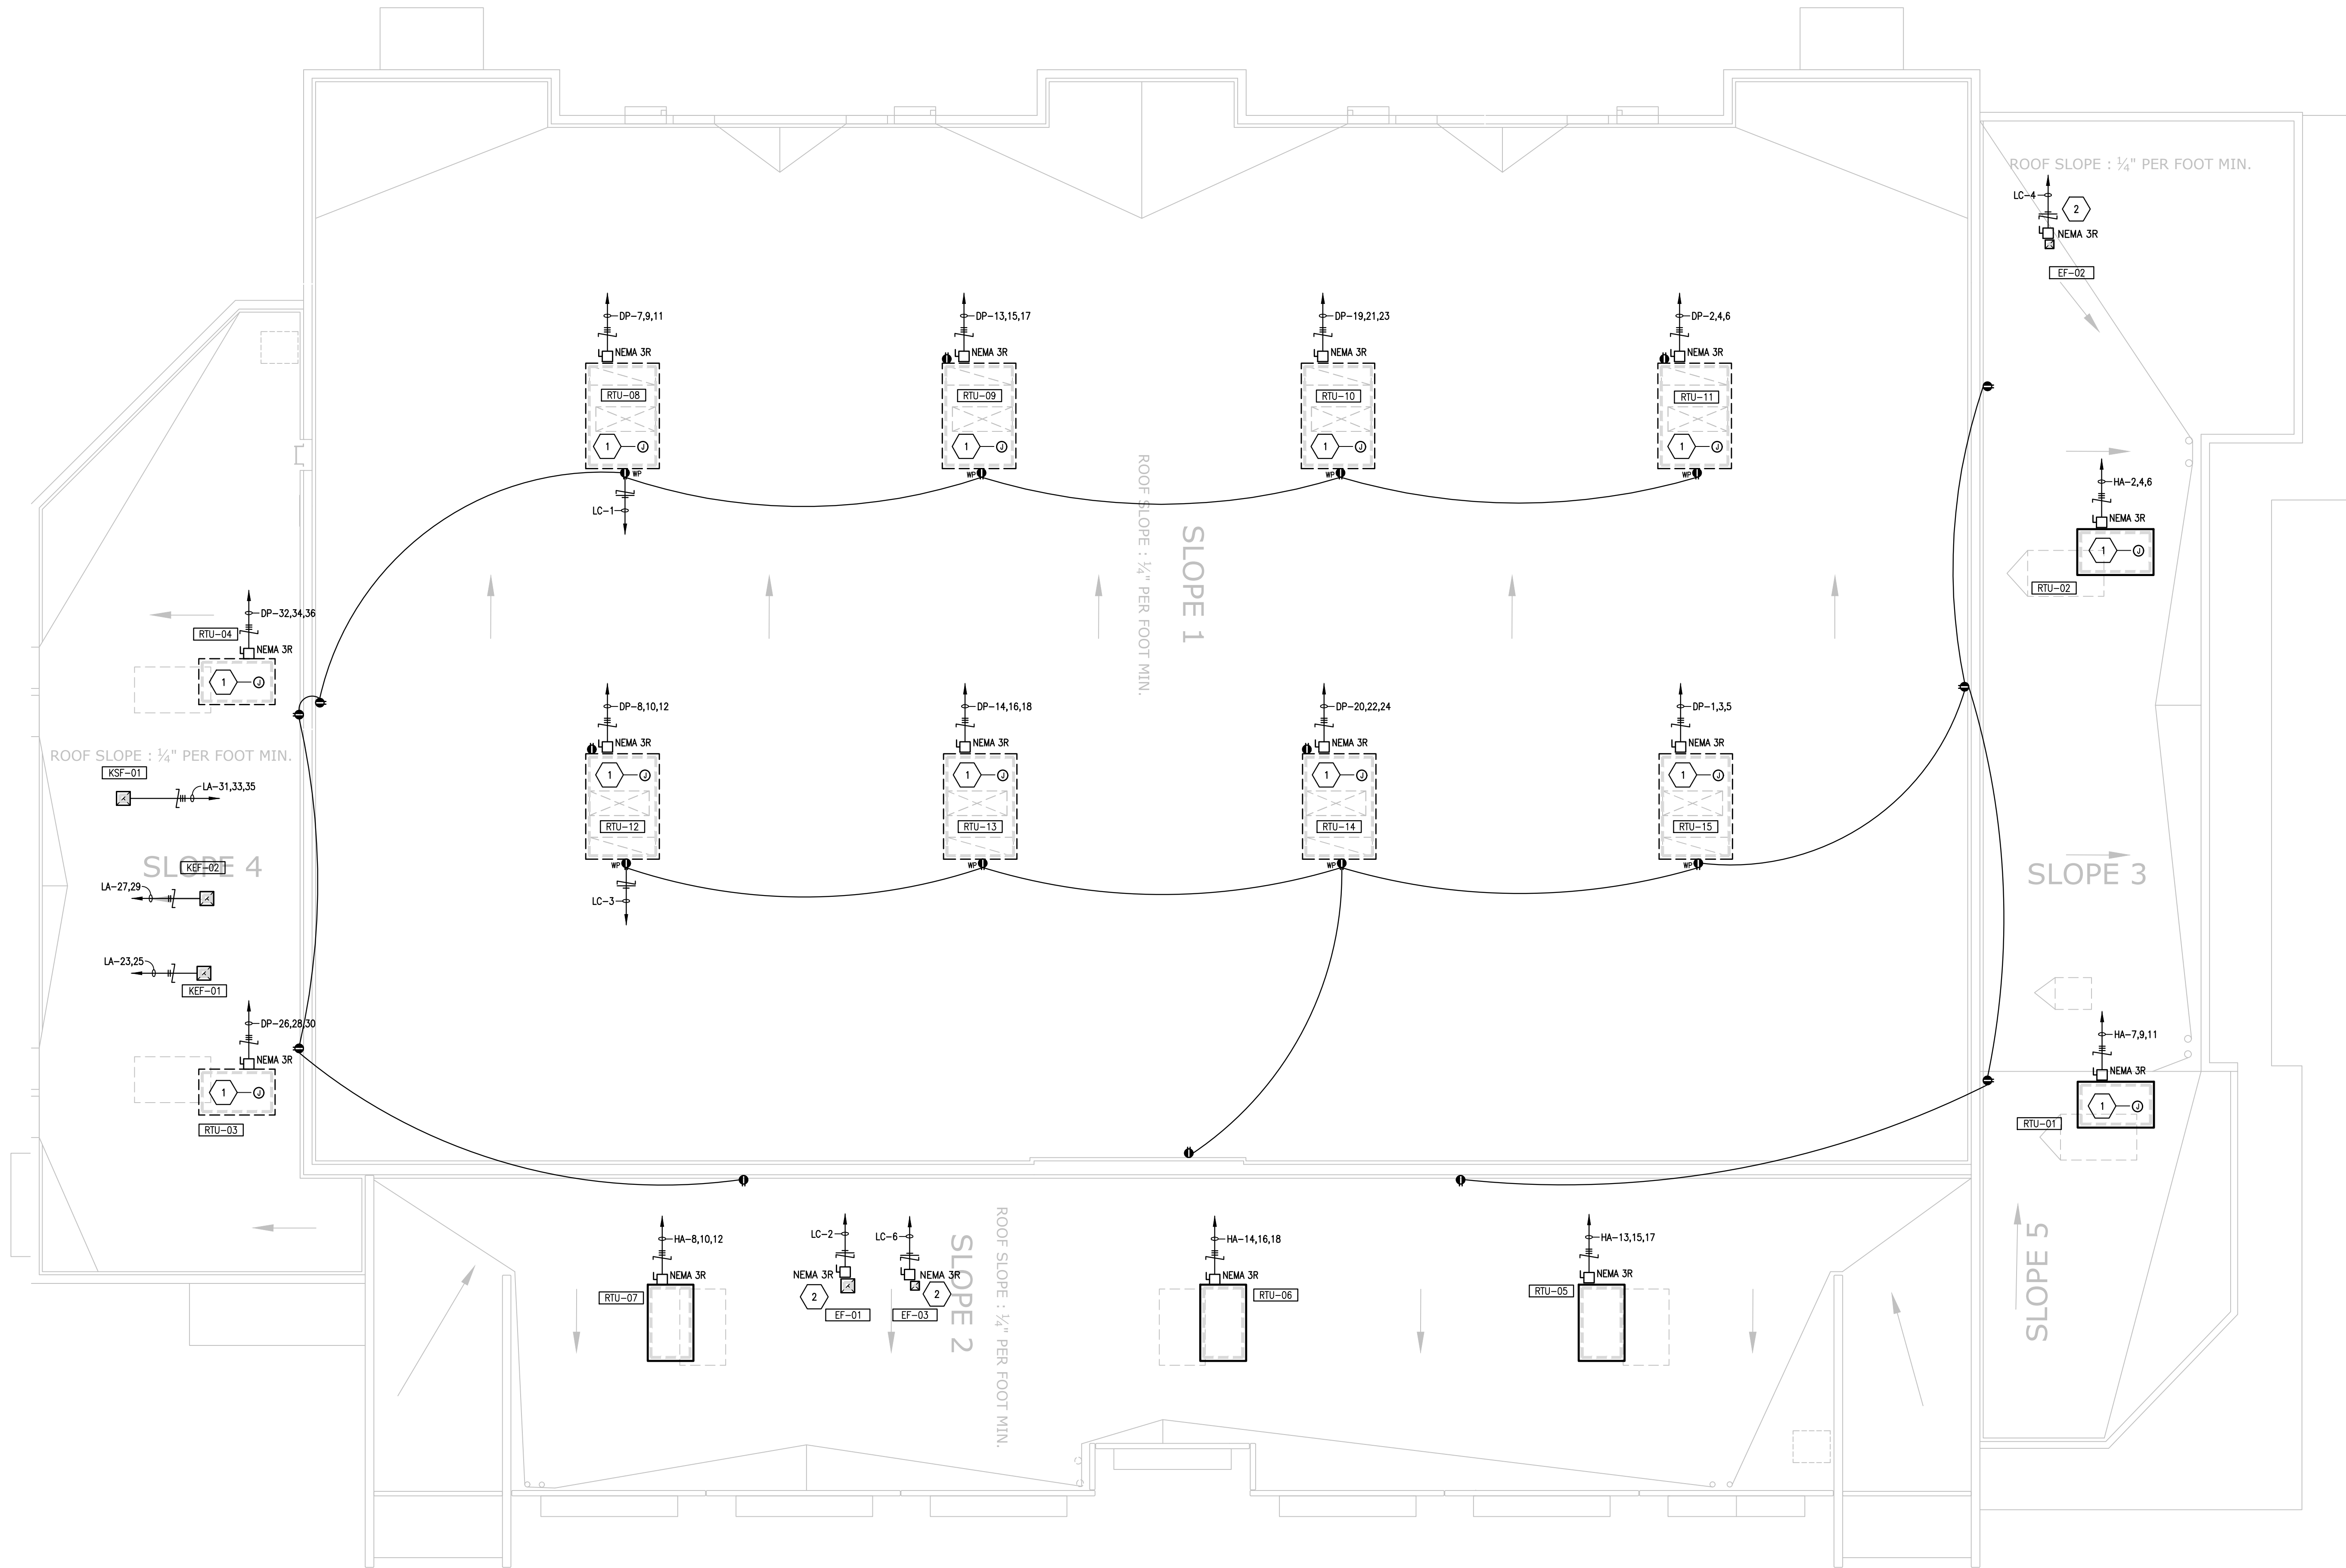 ROOF SLOPE : ¼" PER FOOT MIN.
LC-4
2
NEMA 3R
EF-02
DP-7,9,11
NEMA 3R
RTU-08
1
J
WP
LC-1
DP-13,15,17
NEMA 3R
RTU-09
1
J
WP
DP-19,21,23
NEMA 3R
RTU-10
1
J
WP
DP-2,4,6
NEMA 3R
RTU-11
1
J
WP
ROOF SLOPE : ¼" PER FOOT MIN.
SLOPE 1
HA-2,4,6
NEMA 3R
1
J
RTU-02
DP-32,34,36
RTU-04
NEMA 3R
1
J
ROOF SLOPE : ¼" PER FOOT MIN.
KSF-01
LA-31,33,35
SLOPE 4
KEF-02
LA-27,29
LA-23,25
KEF-01
DP-26,28,30
NEMA 3R
1
J
RTU-03
DP-8,10,12
NEMA 3R
1
J
RTU-12
WP
LC-3
DP-14,16,18
NEMA 3R
1
J
RTU-13
WP
DP-20,22,24
NEMA 3R
1
J
RTU-14
WP
DP-1,3,5
NEMA 3R
1
J
RTU-15
WP
SLOPE 3
HA-7,9,11
NEMA 3R
1
J
RTU-01
HA-8,10,12
NEMA 3R
RTU-07
LC-2
NEMA 3R
2
EF-01
LC-6
NEMA 3R
2
EF-03
SLOPE 2
ROOF SLOPE : ¼" PER FOOT MIN.
HA-14,16,18
NEMA 3R
RTU-06
HA-13,15,17
NEMA 3R
RTU-05
SLOPE 5